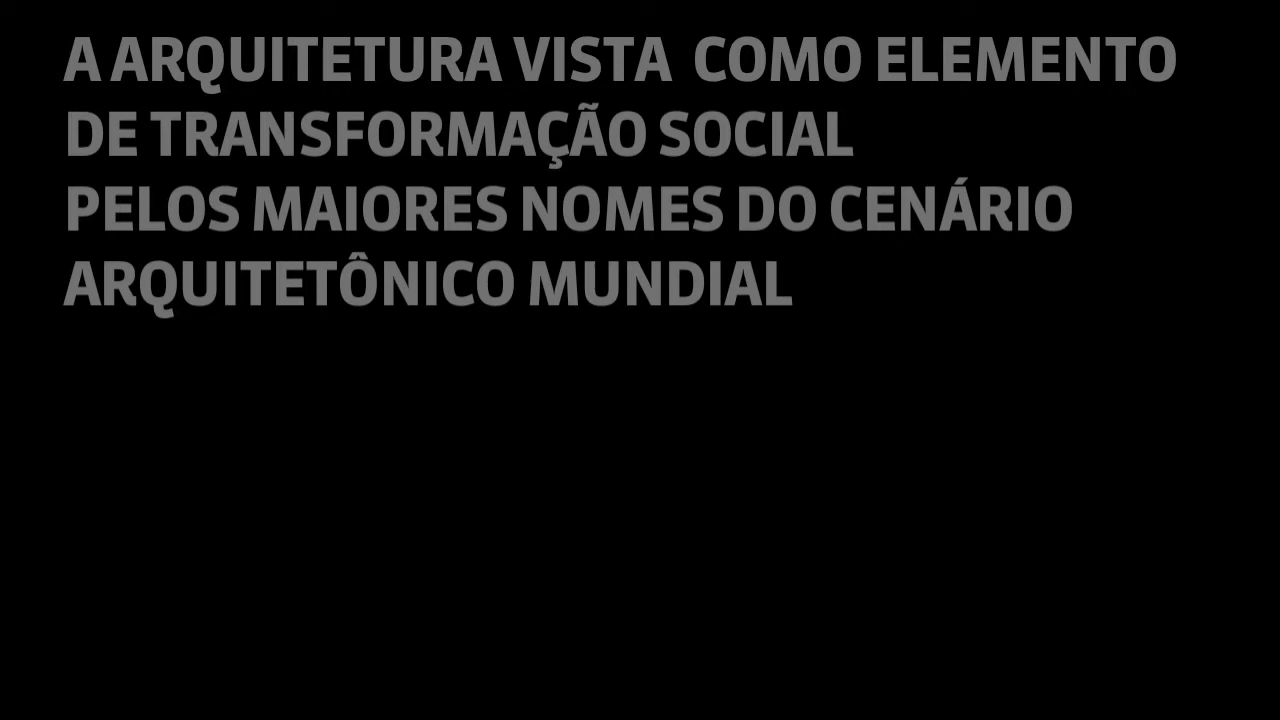 A ARQUITETURA VISTA  COMO ELEMENTO
DE TRANSFORMAÇÃO SOCIAL
PELOS MAIORES NOMES DO CENÁRIO
ARQUITETÔNICO MUNDIAL